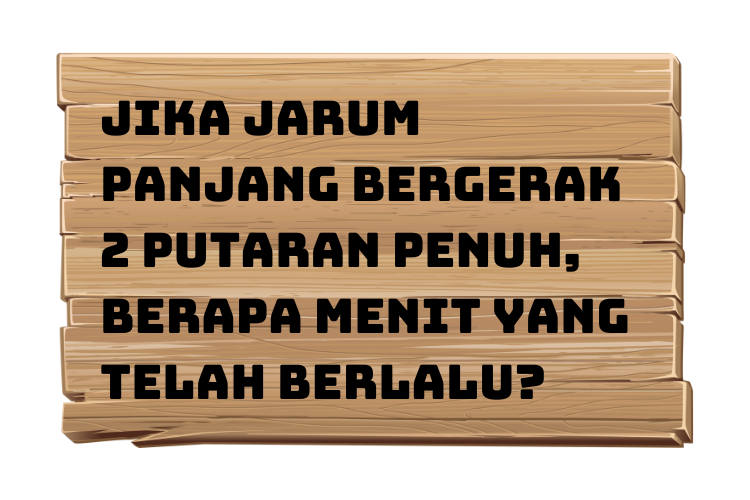 JIKA JARUM
PANJANG BERGERAK
2 PUTARAN PENUH,
BERAPA MENIT YANG
TELAH BERLALU?